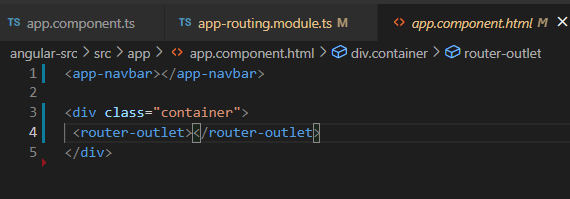 TS app.component.ts TS app-routing.module.ts M <> app.component.html M ×
angular-src > src > app > <> app.component.html > div.container > router-outlet
1 <app-navbar></app-navbar>
2
3 <div class="container">
4 <router-outlet></router-outlet>
5 </div>